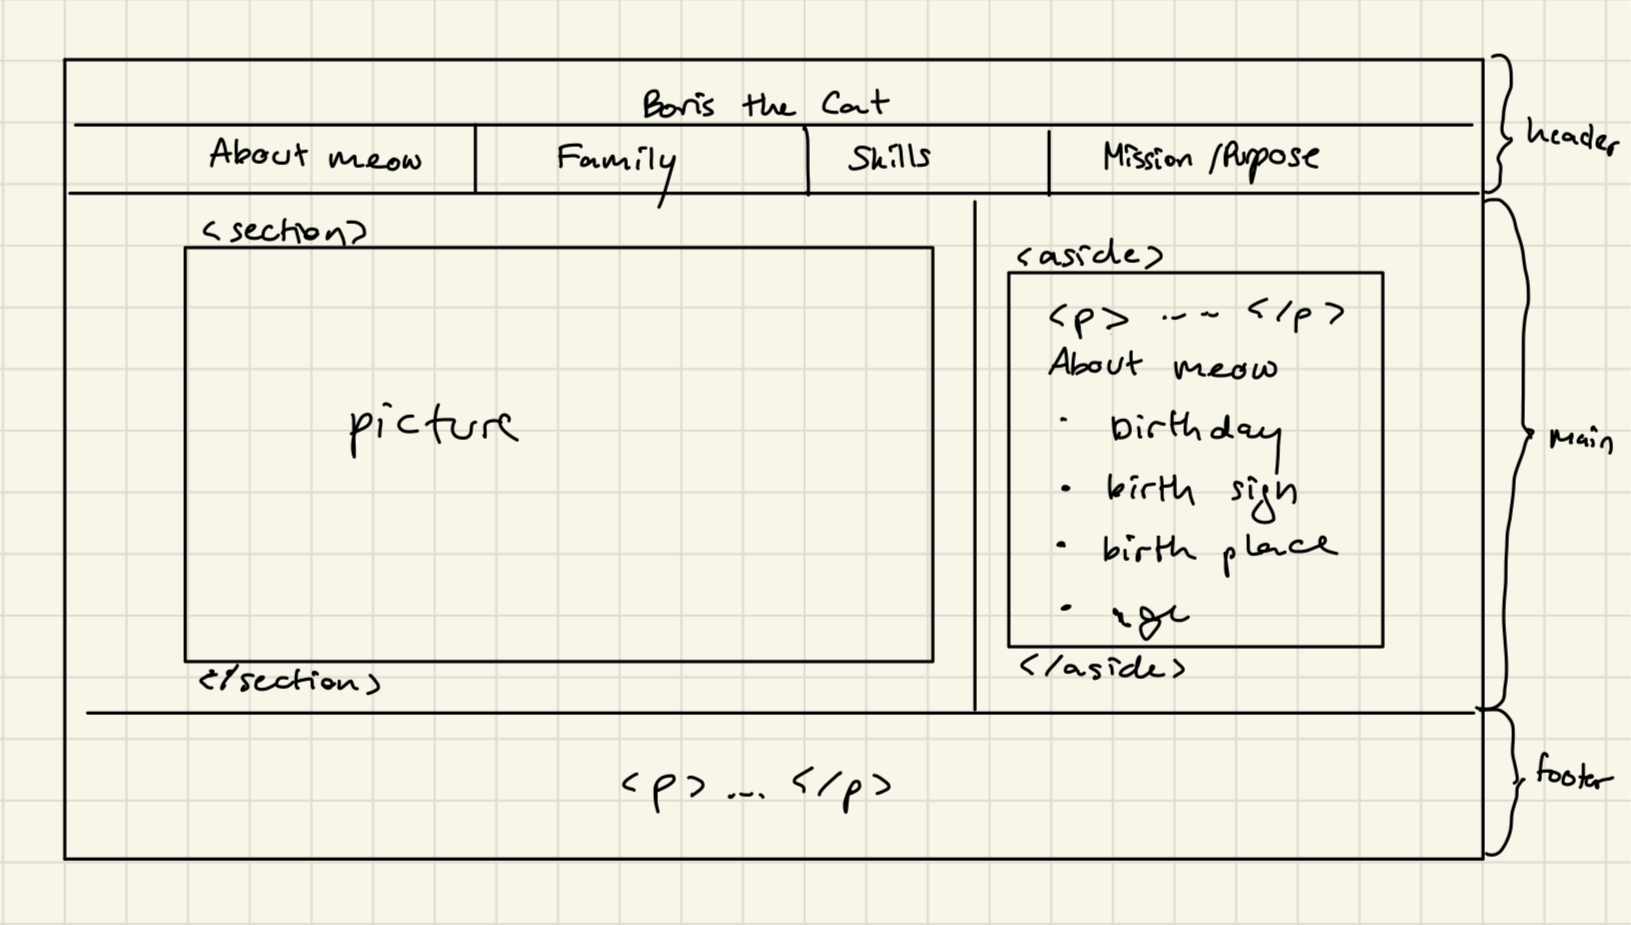 Boris the Cat
header
About meow
Family
Skills
Mission/Purpose
<section>
picture
</section>
<aside>
<p> ... </p>
About meow
· birthday
· birth sign
· birth place
· age
</aside>
main
<p> ... </p>
footer